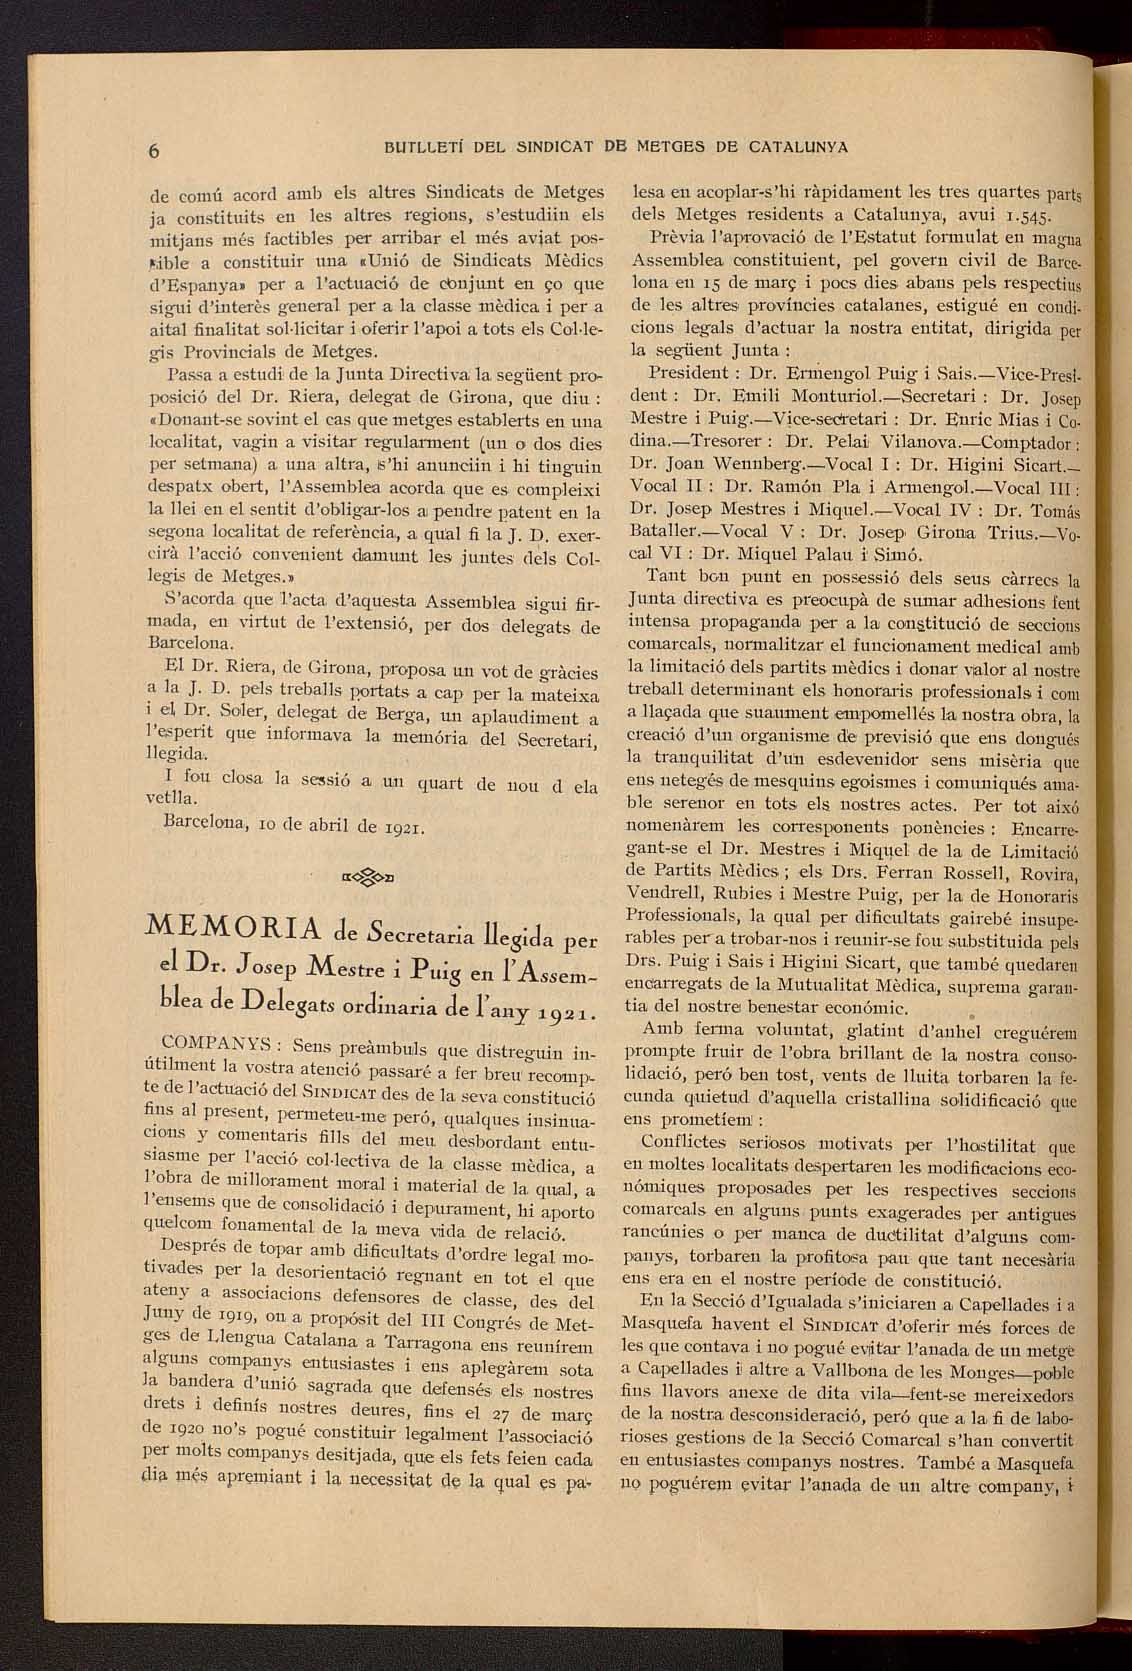 6
BUTLLETÍ DEL SINDICAT DE METGES DE CATALUNYA
de comú acord amb els altres Sindicats de Metges
ja constituits en les altres regions, s'estudiin els
mitjans més factibles per arribar el més aviat pos-
sible a constituir una «Unió de Sindicats Mèdics
d'Espanya» per a l'actuació de conjunt en ço que
sigui d'interès general per a la classe mèdica i per a
aital finalitat sol·licitar i oferir l'apoi a tots els Col·le-
gis Provincials de Metges.
Passa a estudi de la Junta Directiva la següent pro-
posició del Dr. Riera, delegat de Girona, que diu :
«Donant-se sovint el cas que metges establerts en una
localitat, vagin a visitar regularment (un o dos dies
per setmana) a una altra, s'hi anunciin i hi tinguin
despatx obert, l'Assemblea acorda que es compleixi
la llei en el sentit d'obligar-los a pendre patent en la
segona localitat de referència, a qual fi la J. D. exer-
cirà l'acció convenient damunt les juntes dels Col-
legis de Metges.»
S'acorda que l'acta d'aquesta Assemblea sigui fir-
mada, en virtut de l'extensió, per dos delegats de
Barcelona.
El Dr. Riera, de Girona, proposa un vot de gràcies
a la J. D. pels treballs portats a cap per la mateixa
i el Dr. Soler, delegat de Berga, un aplaudiment a
l'esperit que informava la memória del Secretari,
llegida.
I fou closa la sessió a un quart de nou d ela
vetlla.
Barcelona, 10 de abril de 1921.
MEMORIA de Secretaria llegida per
el Dr. Josep Mestre i Puig en l'Assem-
blea de Delegats ordinaria de l'any 1921.
COMPANYS : Sens preàmbuls que distreguin in-
útilment la vostra atenció passaré a fer breu recomp-
te de l'actuació del SINDICAT des de la seva constitució
fins al present, permeteu-me peró, qualques insinua-
cions y comentaris fills del meu desbordant entu-
siasme per l'acció col·lectiva de la classe mèdica, a
l'obra de millorament moral i material de la qual, a
l'ensems que de consolidació i depurament, hi aporto
quelcom fonamental de la meva vida de relació.
Després de topar amb dificultats d'ordre legal mo-
tivades per la desorientació regnant en tot el que
ateny a associacions defensores de classe, des del
Juny de 1919, on a propósit del III Congrés de Met-
ges de Llengua Catalana a Tarragona ens reunírem
alguns companys entusiastes i ens aplegàrem sota
la bandera d'unió sagrada que defensés els nostres
drets i definís nostres deures, fins el 27 de març
de 1920 no's pogué constituir legalment l'associació
per molts companys desitjada, que els fets feien cada
dia més apremiant i la necessitat de la qual es pa-
lesa en acoplar-s'hi ràpidament les tres quartes parts
dels Metges residents a Catalunya, avui 1.545.
Prèvia l'aprovació de l'Estatut formulat en magna
Assemblea constituient, pel govern civil de Barce-
lona en 15 de març i pocs dies abans pels respectius
de les altres províncies catalanes, estigué en condi-
cions legals d'actuar la nostra entitat, dirigida per
la següent Junta :
President : Dr. Ermengol Puig i Sais.—Vice-Presi-
dent : Dr. Emili Monturiol.—Secretari : Dr. Josep
Mestre i Puig.—Vice-secretari : Dr. Enric Mias i Co-
dina.—Tresorer : Dr. Pelai Vilanova.—Comptador :
Dr. Joan Wennberg.—Vocal I : Dr. Higini Sicart.—
Vocal II : Dr. Ramón Pla i Armengol.—Vocal III :
Dr. Josep Mestres i Miquel.—Vocal IV : Dr. Tomás
Bataller.—Vocal V : Dr. Josep Girona Trius.—Vo-
cal VI : Dr. Miquel Palau i Simó.
Tant bon punt en possessió dels seus càrrecs la
Junta directiva es preocupà de sumar adhesions fent
intensa propaganda per a la constitució de seccions
comarcals, normalitzar el funcionament medical amb
la limitació dels partits mèdics i donar valor al nostre
treball determinant els honoraris professionals i com
a llaçada que suaument empomellés la nostra obra, la
creació d'un organisme de previsió que ens dongués
la tranquilitat d'un esdevenidor sens misèria que
ens netegés de mesquins egoismes i comuniqués ama-
ble serenor en tots els nostres actes. Per tot aixó
nomenàrem les corresponents ponències : Encarre-
gant-se el Dr. Mestres i Miquel de la de Limitació
de Partits Mèdics ; els Drs. Ferran Rossell, Rovira,
Vendrell, Rubies i Mestre Puig, per la de Honoraris
Professionals, la qual per dificultats gairebé insupe-
rables per a trobar-nos i reunir-se fou substituida pels
Drs. Puig i Sais i Higini Sicart, que també quedaren
encarregats de la Mutualitat Mèdica, suprema garan-
tia del nostre benestar económic.
Amb ferma voluntat, glatint d'anhel creguérem
prompte fruir de l'obra brillant de la nostra conso-
lidació, peró ben tost, vents de lluita torbaren la fe-
cunda quietud d'aquella cristallina solidificació que
ens prometíem :
Conflictes seriosos motivats per l'hostilitat que
en moltes localitats despertaren les modificacions eco-
nómiques proposades per les respectives seccions
comarcals en alguns punts exagerades per antigues
rancúnies o per manca de ductilitat d'alguns com-
panys, torbaren la profitosa pau que tant necesària
ens era en el nostre període de constitució.
En la Secció d'Igualada s'iniciaren a Capellades i a
Masquefa havent el SINDICAT d'oferir més forces de
les que contava i no pogué evitar l'anada de un metge
a Capellades i altre a Vallbona de les Monges—poble
fins llavors anexe de dita vila—fent-se mereixedors
de la nostra desconsideració, peró que a la fi de labo-
rioses gestions de la Secció Comarcal s'han convertit
en entusiastes companys nostres. També a Masquefa
no poguérem evitar l'anada de un altre company, i